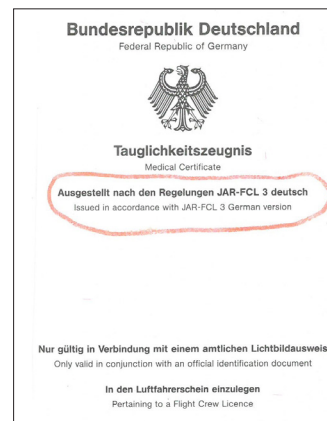 Bundesrepublik Deutschland
Federal Republic of Germany
Tauglichkeitszeugnis
Medical Certificate
Ausgestellt nach den Regelungen JAR-FCL 3 deutsch
Issued in accordance with JAR-FCL 3 German version
Nur gültig in Verbindung mit einem amtlichen Lichtbildausweis
Only valid in conjunction with an official identification document
In den Luftfahrerschein einzulegen
Pertaining to a Flight Crew Licence